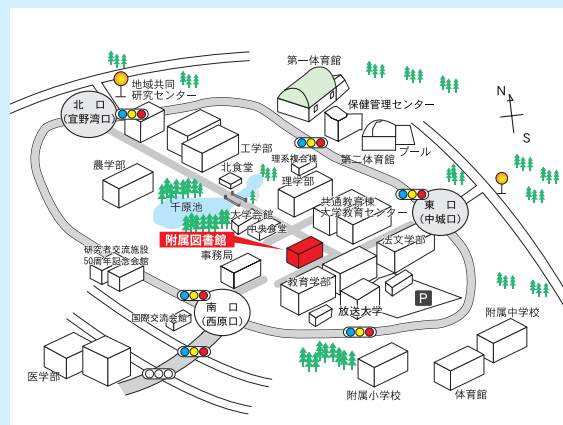 第一体育館
地域共同
研究センター
北　口
(宜野湾口)
保健管理センター
N
S
工学部
理系複合棟
第二体育館
プール
農学部
北食堂
理学部
千原池
大学会館
中央食堂
共通教育棟
大学教育センター
東　口
(中城口)
附属図書館
法文学部
研究者交流施設
50周年記念会館
事務局
教育学部
放送大学
P
国際交流会館
南　口
(西原口)
附属中学校
医学部
附属小学校
体育館